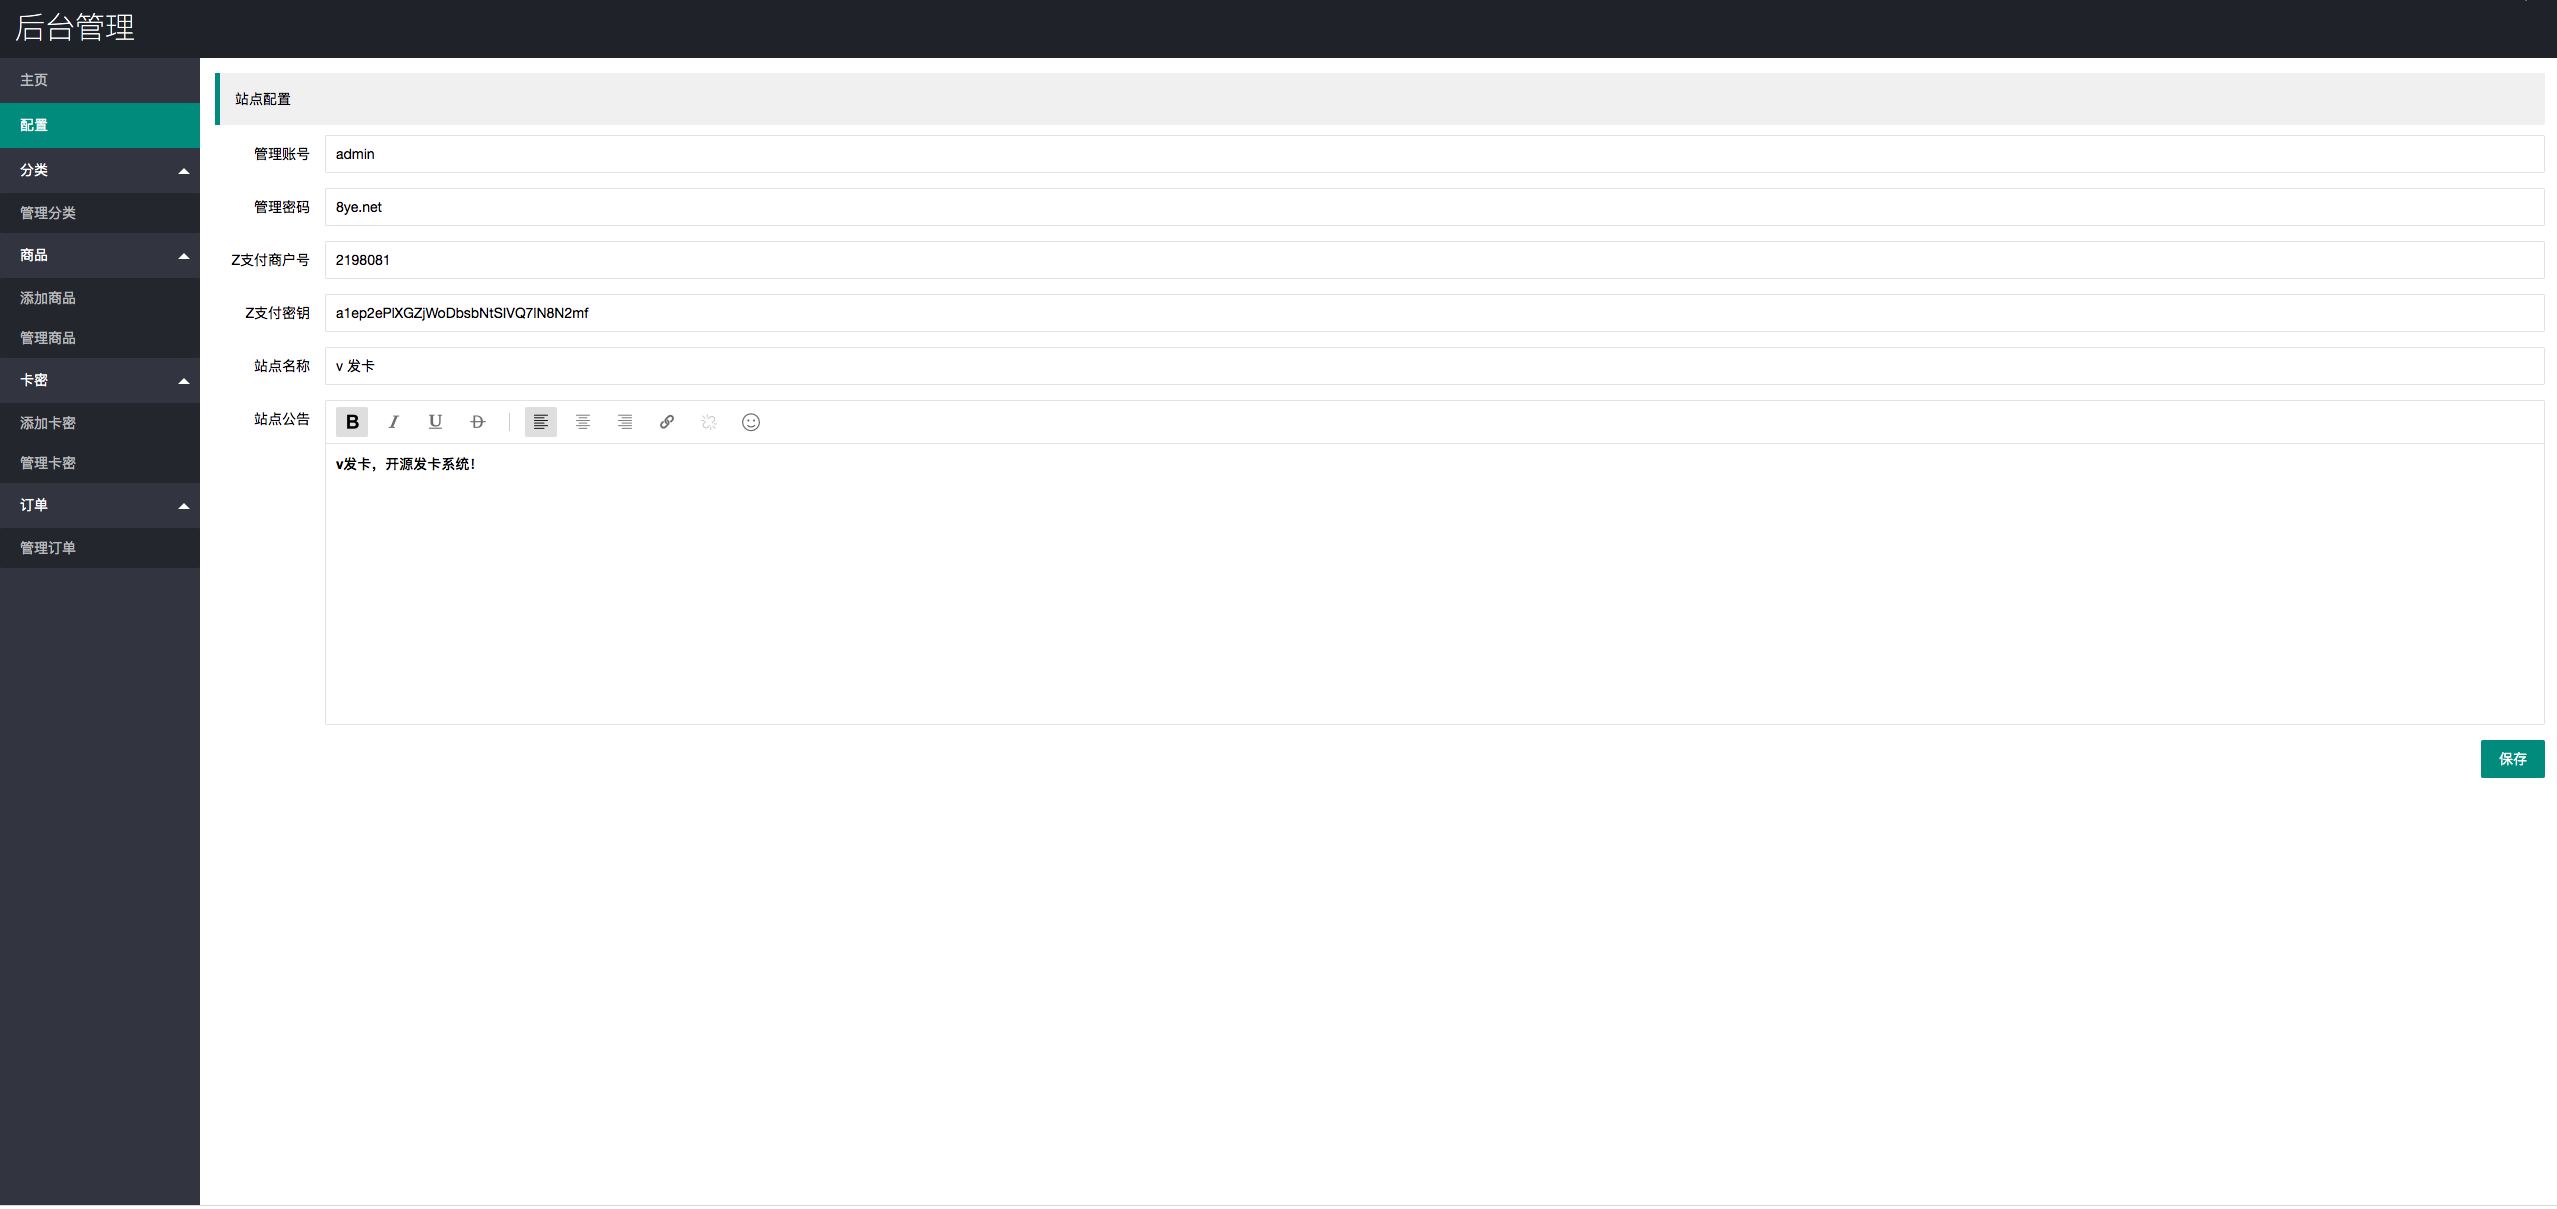 后台管理
主页
配置
分类
管理分类
商品
添加商品
管理商品
卡密
添加卡密
管理卡密
订单
管理订单
站点配置
管理账号 admin
管理密码 8ye.net
Z支付商户号 2198081
Z支付密钥 a1ep2ePlXGZjWoDbsbNtSlVQ7lN8N2mf
站点名称 v 发卡
站点公告
B I U D
v发卡，开源发卡系统！
保存